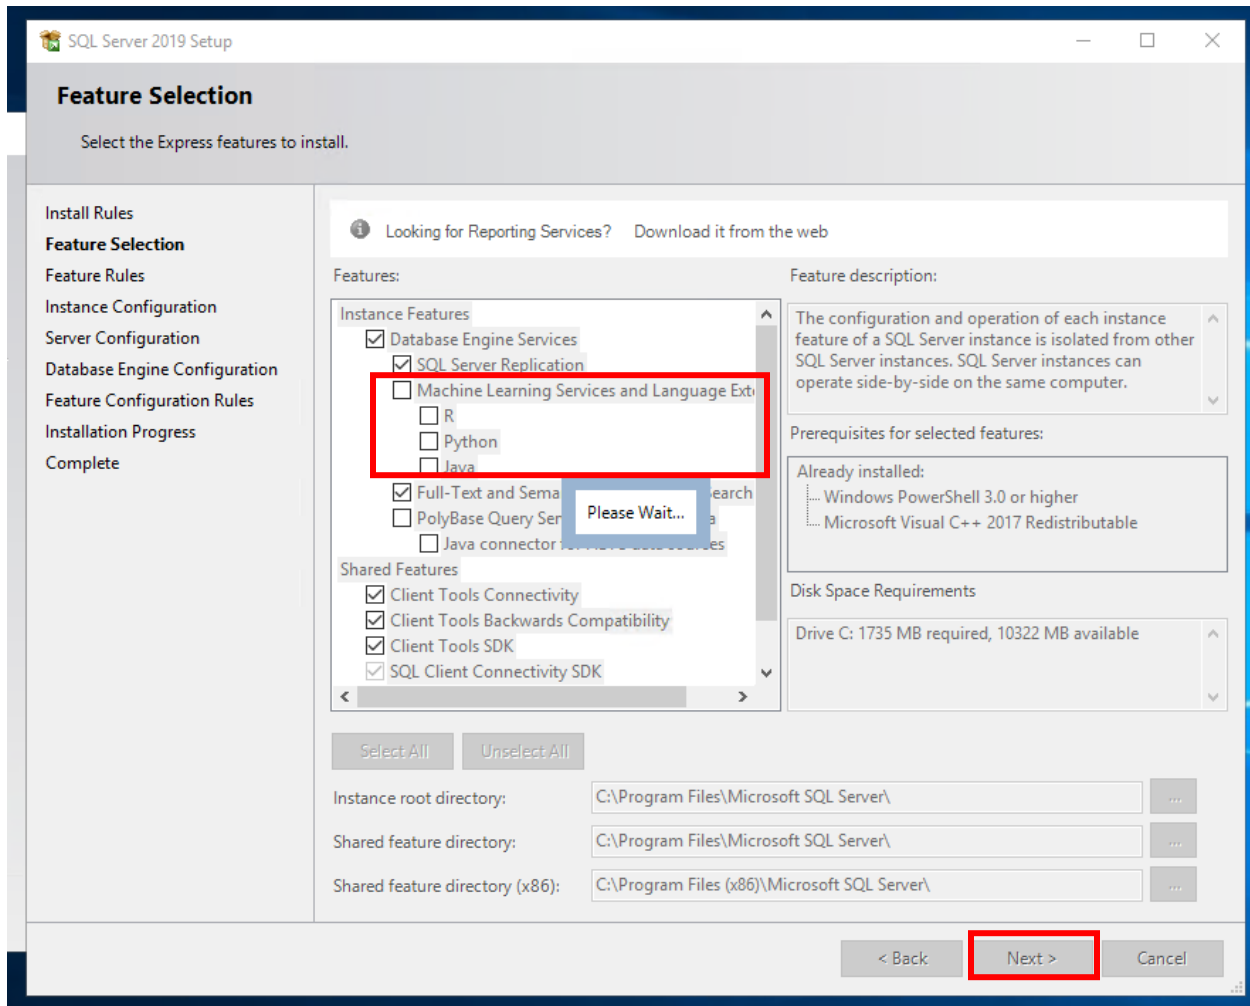 SQL Server 2019 Setup
Feature Selection
Select the Express features to install.
Install Rules
Feature Selection
Feature Rules
Instance Configuration
Server Configuration
Database Engine Configuration
Feature Configuration Rules
Installation Progress
Complete
Looking for Reporting Services? Download it from the web
Features:
Instance Features
Database Engine Services
SQL Server Replication
Machine Learning Services and Language
R
Python
Java
Full-Text and
Please Wait...
PolyBase Query
Java connector
Shared Features
Client Tools Connectivity
Client Tools Backwards Compatibility
Client Tools SDK
SQL Client Connectivity SDK
Feature description:
The configuration and operation of each instance
feature of a SQL Server instance is isolated from other
SQL Server instances. SQL Server instances can
operate side-by-side on the same computer.
Prerequisites for selected features:
Already installed:
Windows PowerShell 3.0 or higher
Microsoft Visual C++ 2017 Redistributable
Disk Space Requirements
Drive C: 1735 MB required, 10322 MB available
Select All Unselect All
Instance root directory: C:\Program Files\Microsoft SQL Server\ ...
Shared feature directory: C:\Program Files\Microsoft SQL Server\ ...
Shared feature directory (x86): C:\Program Files (x86)\Microsoft SQL Server\ ...
< Back Next > Cancel